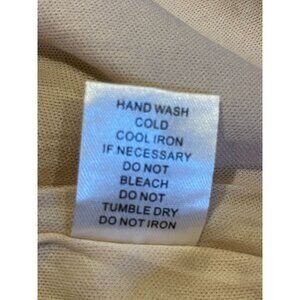 HAND WASH
COLD
COOL IRON
IF NECESSARY
DO NOT
BLEACH
DO NOT
TUMBLE DRY
DO NOT IRON